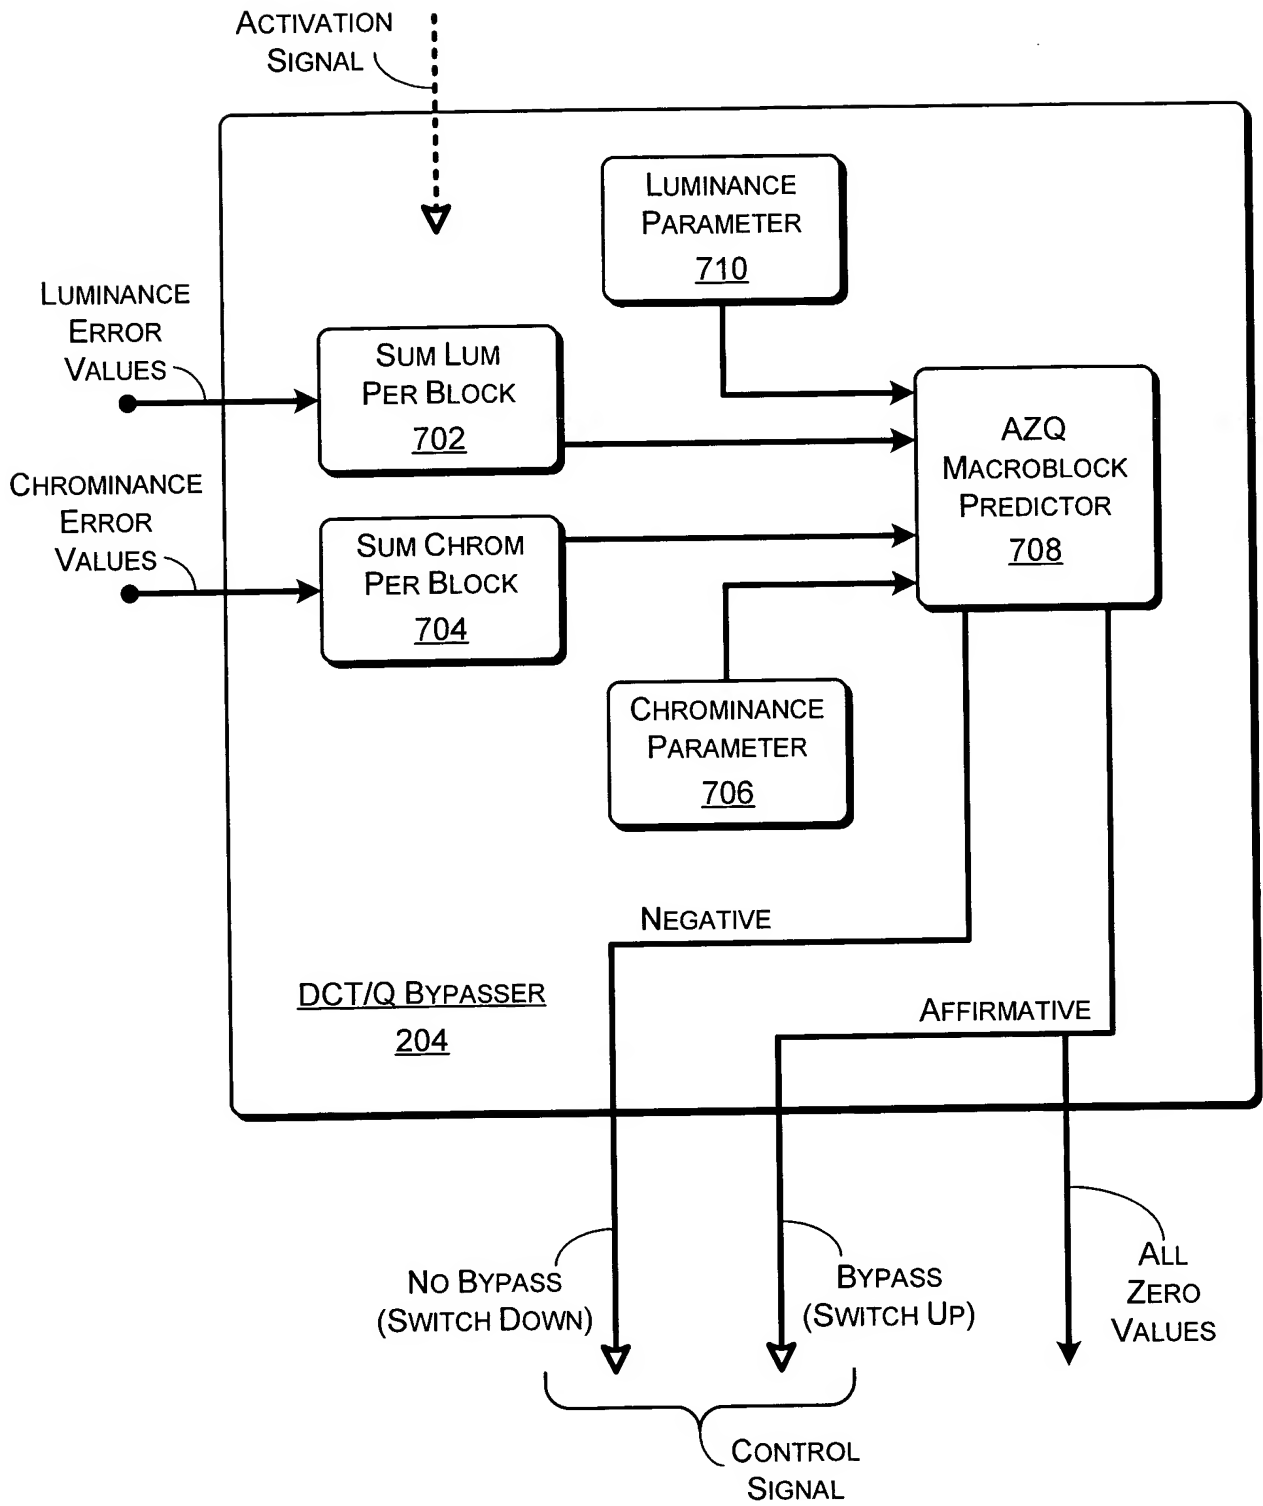 ACTIVATION
SIGNAL
LUMINANCE
PARAMETER
710
LUMINANCE
ERROR
VALUES
SUM LUM
PER BLOCK
702
AZQ
MACROBLOCK
PREDICTOR
708
CHROMINANCE
ERROR
VALUES
SUM CHROM
PER BLOCK
704
CHROMINANCE
PARAMETER
706
NEGATIVE
DCT/Q BYPASSER
204
AFFIRMATIVE
NO BYPASS
(SWITCH DOWN)
BYPASS
(SWITCH UP)
ALL
ZERO
VALUES
CONTROL
SIGNAL